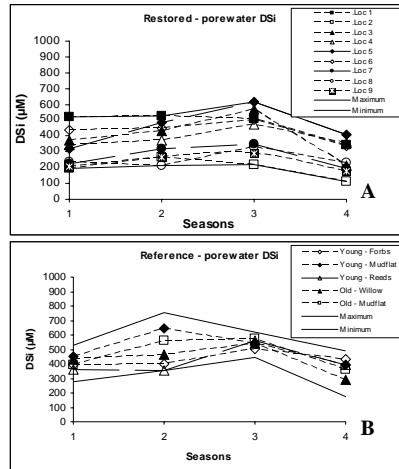 Restored - porewater DSi
1000
900
800
700
600
500
400
300
200
100
0
DSi (µM)
1 2 3 4
Seasons
.Loc 1
.Loc 2
.Loc 3
.Loc 4
.Loc 5
.Loc 6
.Loc 7
.Loc 8
.Loc 9
Maximum
Minimum
A
Reference - porewater DSi
1000
900
800
700
600
500
400
300
200
100
0
DSi (µM)
1 2 3 4
Seasons
Young - Forbs
Young - Mudflat
Young - Reeds
Old - Willow
Old - Mudflat
Maximum
Minimum
B